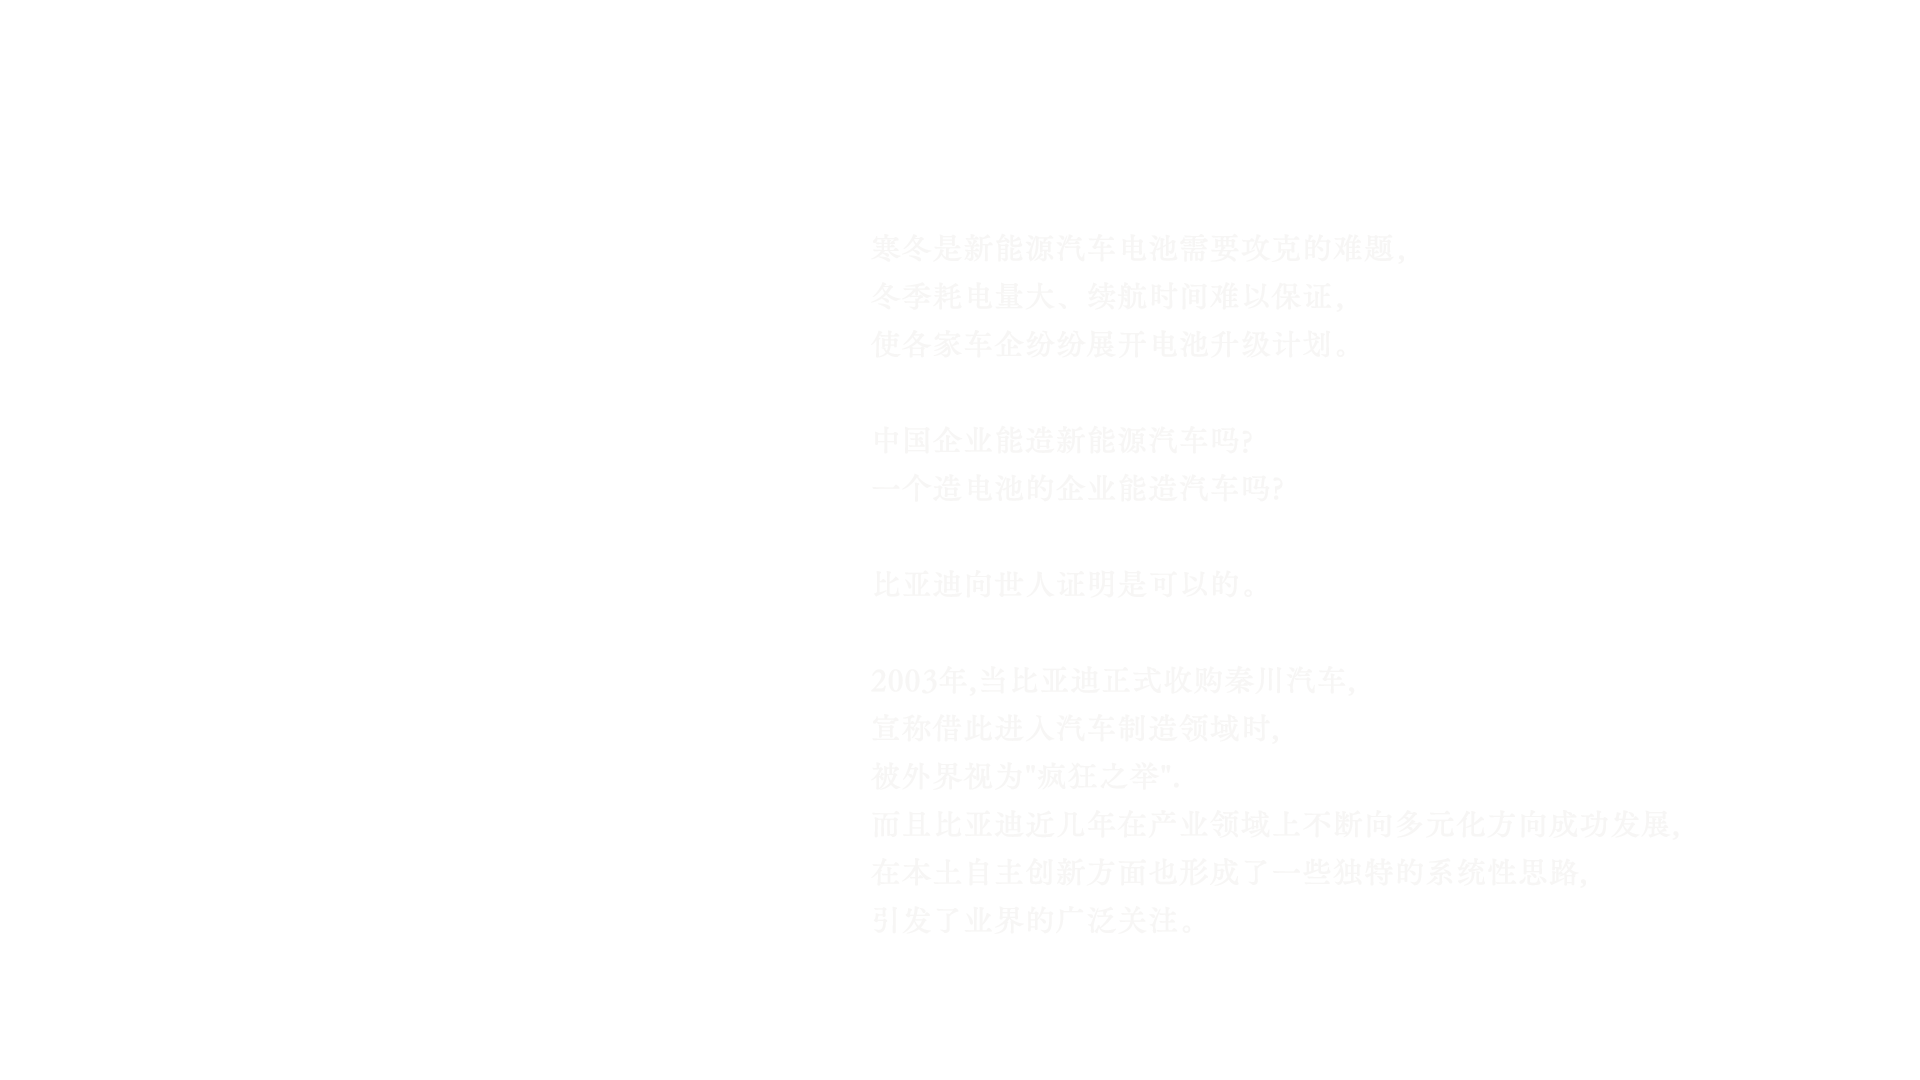 寒冬是新能源汽车电池需要攻克的难题,
冬季耗电量大、续航时间难以保证,
使各家车企纷纷展开电池升级计划。
中国企业能造新能源汽车吗?
一个造电池的企业能造汽车吗?
比亚迪向世人证明是可以的。
2003年,当比亚迪正式收购秦川汽车,
宣称借此进入汽车制造领域时,
被外界视为"疯狂之举".
而且比亚迪近几年在产业领域上不断向多元化方向成功发展,
在本土自主创新方面也形成了一些独特的系统性思路,
引发了业界的广泛关注。